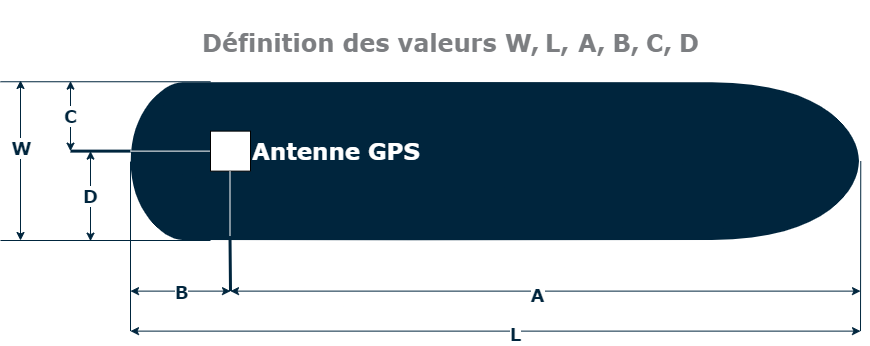 Définition des valeurs W, L, A, B, C, D
C
W
Antenne GPS
D
B
A
L